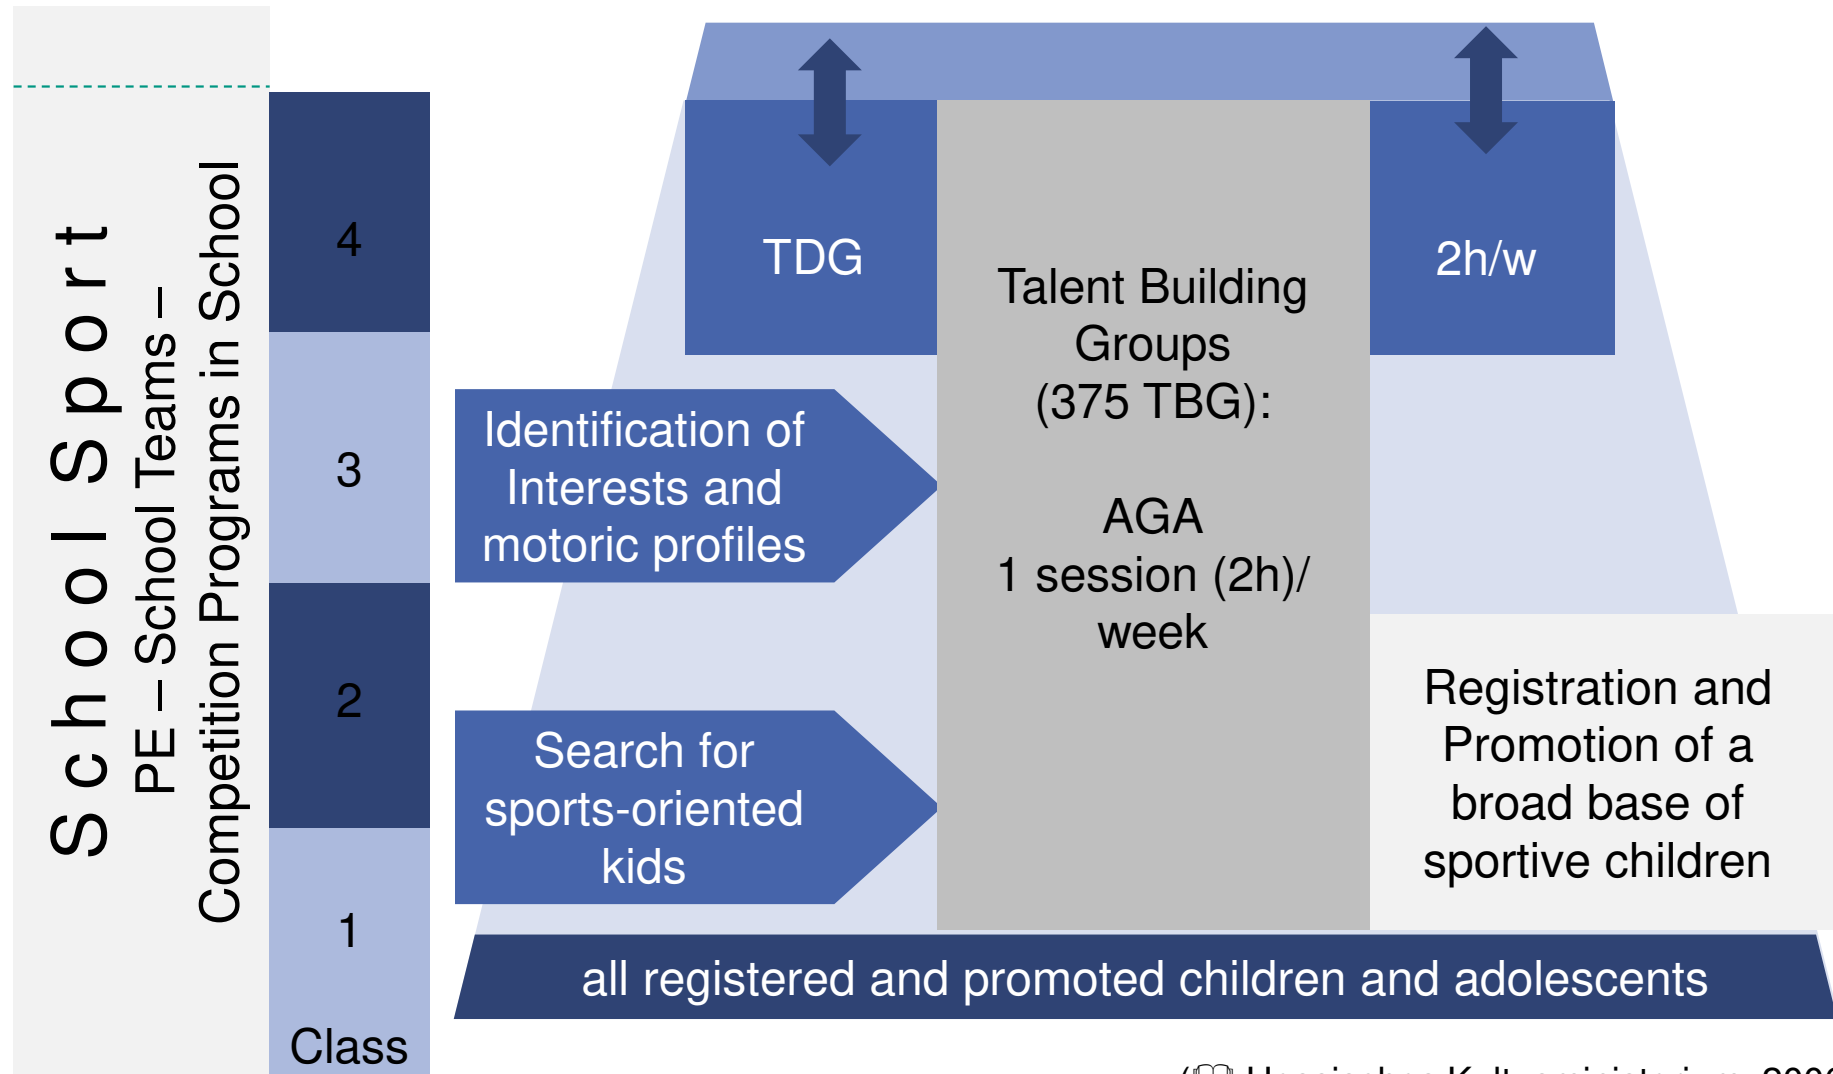 School Sport
PE – School Teams –
Competition Programs in School
4
3
2
1
Class
TDG
2h/w
Talent Building
Groups
(375 TBG):
AGA
1 session (2h)/
week
Identification of
Interests and
motoric profiles
Search for
sports-oriented
kids
Registration and
Promotion of a
broad base of
sportive children
all registered and promoted children and adolescents